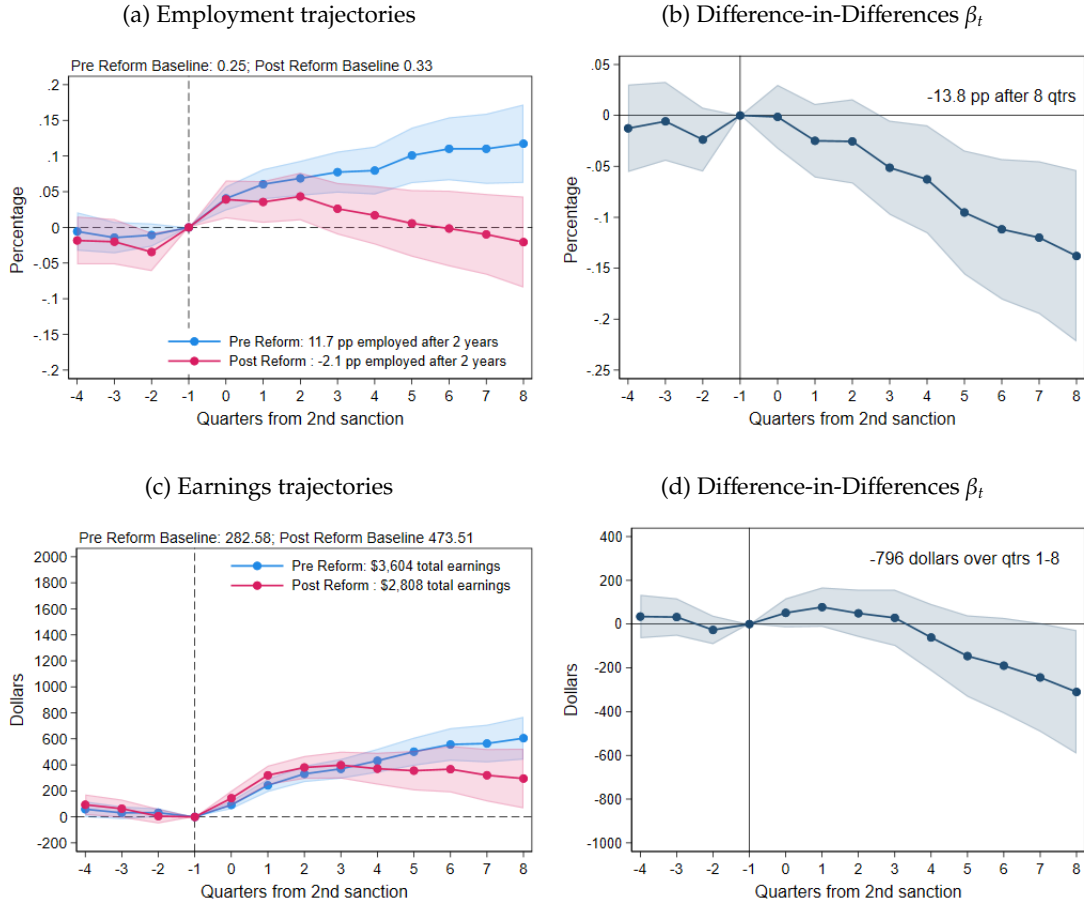 (a) Employment trajectories
Pre Reform Baseline: 0.25; Post Reform Baseline 0.33
.2
.15
.1
.05
0
-.05
-.1
.15
-.2
Percentage
Pre Reform: 11.7 pp employed after 2 years
Post Reform : -2.1 pp employed after 2 years
-4 -3 -2 -1 0 1 2 3 4 5 6 7 8
Quarters from 2nd sanction
(b) Difference-in-Differences βt
.05
0
-.05
-.1
-.15
-.2
-.25
Percentage
-13.8 pp after 8 qtrs
-4 -3 -2 -1 0 1 2 3 4 5 6 7 8
Quarters from 2nd sanction
(c) Earnings trajectories
Pre Reform Baseline: 282.58; Post Reform Baseline 473.51
2000
1800
1600
1400
1200
1000
800
600
400
200
0
-200
Dollars
Pre Reform: $3,604 total earnings
Post Reform : $2,808 total earnings
-4 -3 -2 -1 0 1 2 3 4 5 6 7 8
Quarters from 2nd sanction
(d) Difference-in-Differences βt
400
200
0
-200
-400
-600
-800
-1000
Dollars
-796 dollars over qtrs 1-8
-4 -3 -2 -1 0 1 2 3 4 5 6 7 8
Quarters from 2nd sanction